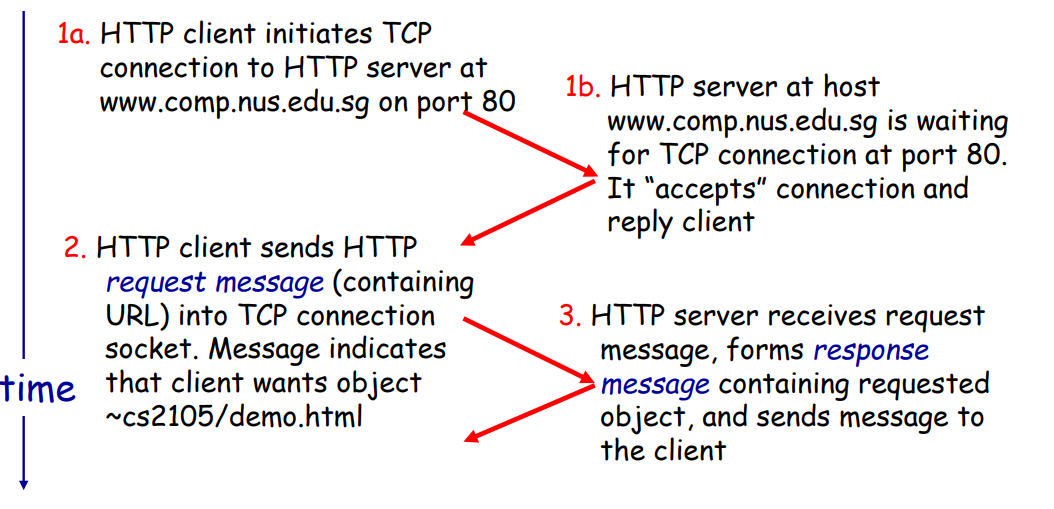 1a. HTTP client initiates TCP
connection to HTTP server at
www.comp.nus.edu.sg on port 80
1b. HTTP server at host
www.comp.nus.edu.sg is waiting
for TCP connection at port 80.
It “accepts” connection and
reply client
2. HTTP client sends HTTP
request message (containing
URL) into TCP connection
socket. Message indicates
that client wants object
~cs2105/demo.html
3. HTTP server receives request
message, forms response
message containing requested
object, and sends message to
the client
time